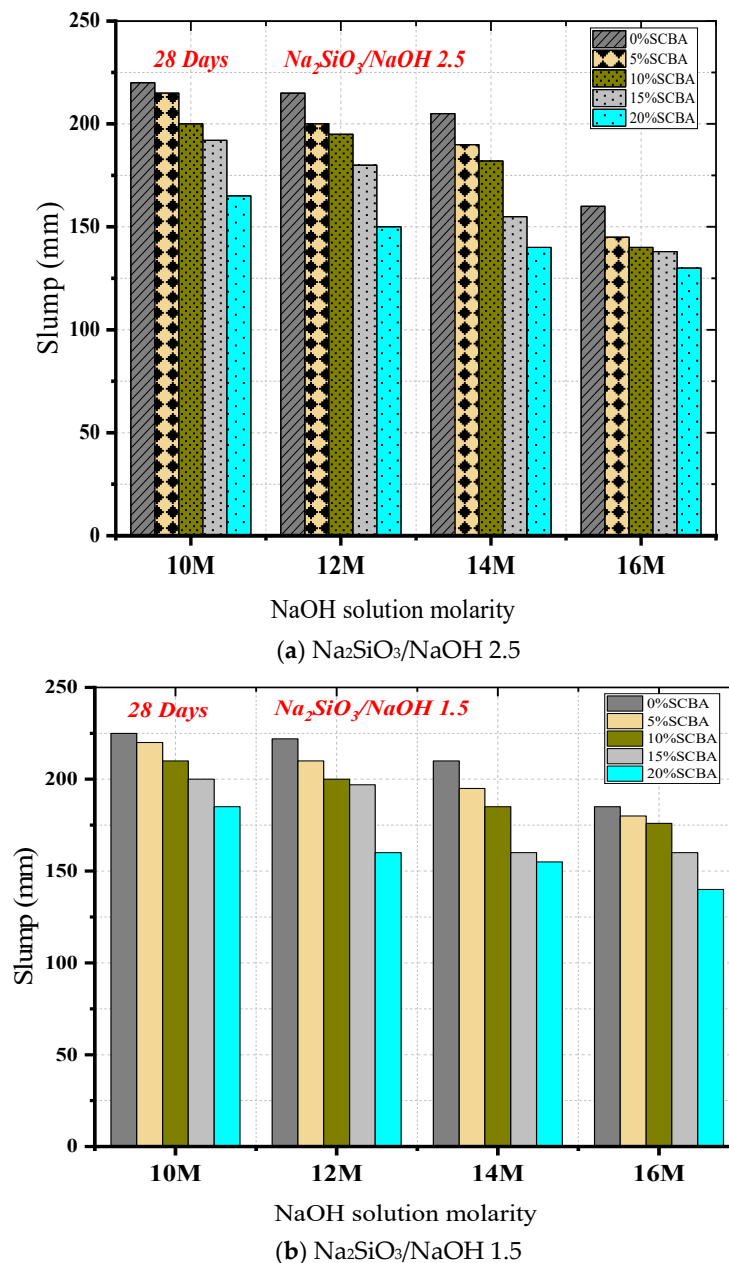 250
200
150
100
50
0
Slump (mm)
28 Days
Na₂SiO₃/NaOH 2.5
0%SCBA
5%SCBA
10%SCBA
15%SCBA
20%SCBA
10M 12M 14M 16M
NaOH solution molarity
(a) Na₂SiO₃/NaOH 2.5
250
200
150
100
50
0
Slump (mm)
28 Days
Na₂SiO₃/NaOH 1.5
0%SCBA
5%SCBA
10%SCBA
15%SCBA
20%SCBA
10M 12M 14M 16M
NaOH solution molarity
(b) Na₂SiO₃/NaOH 1.5